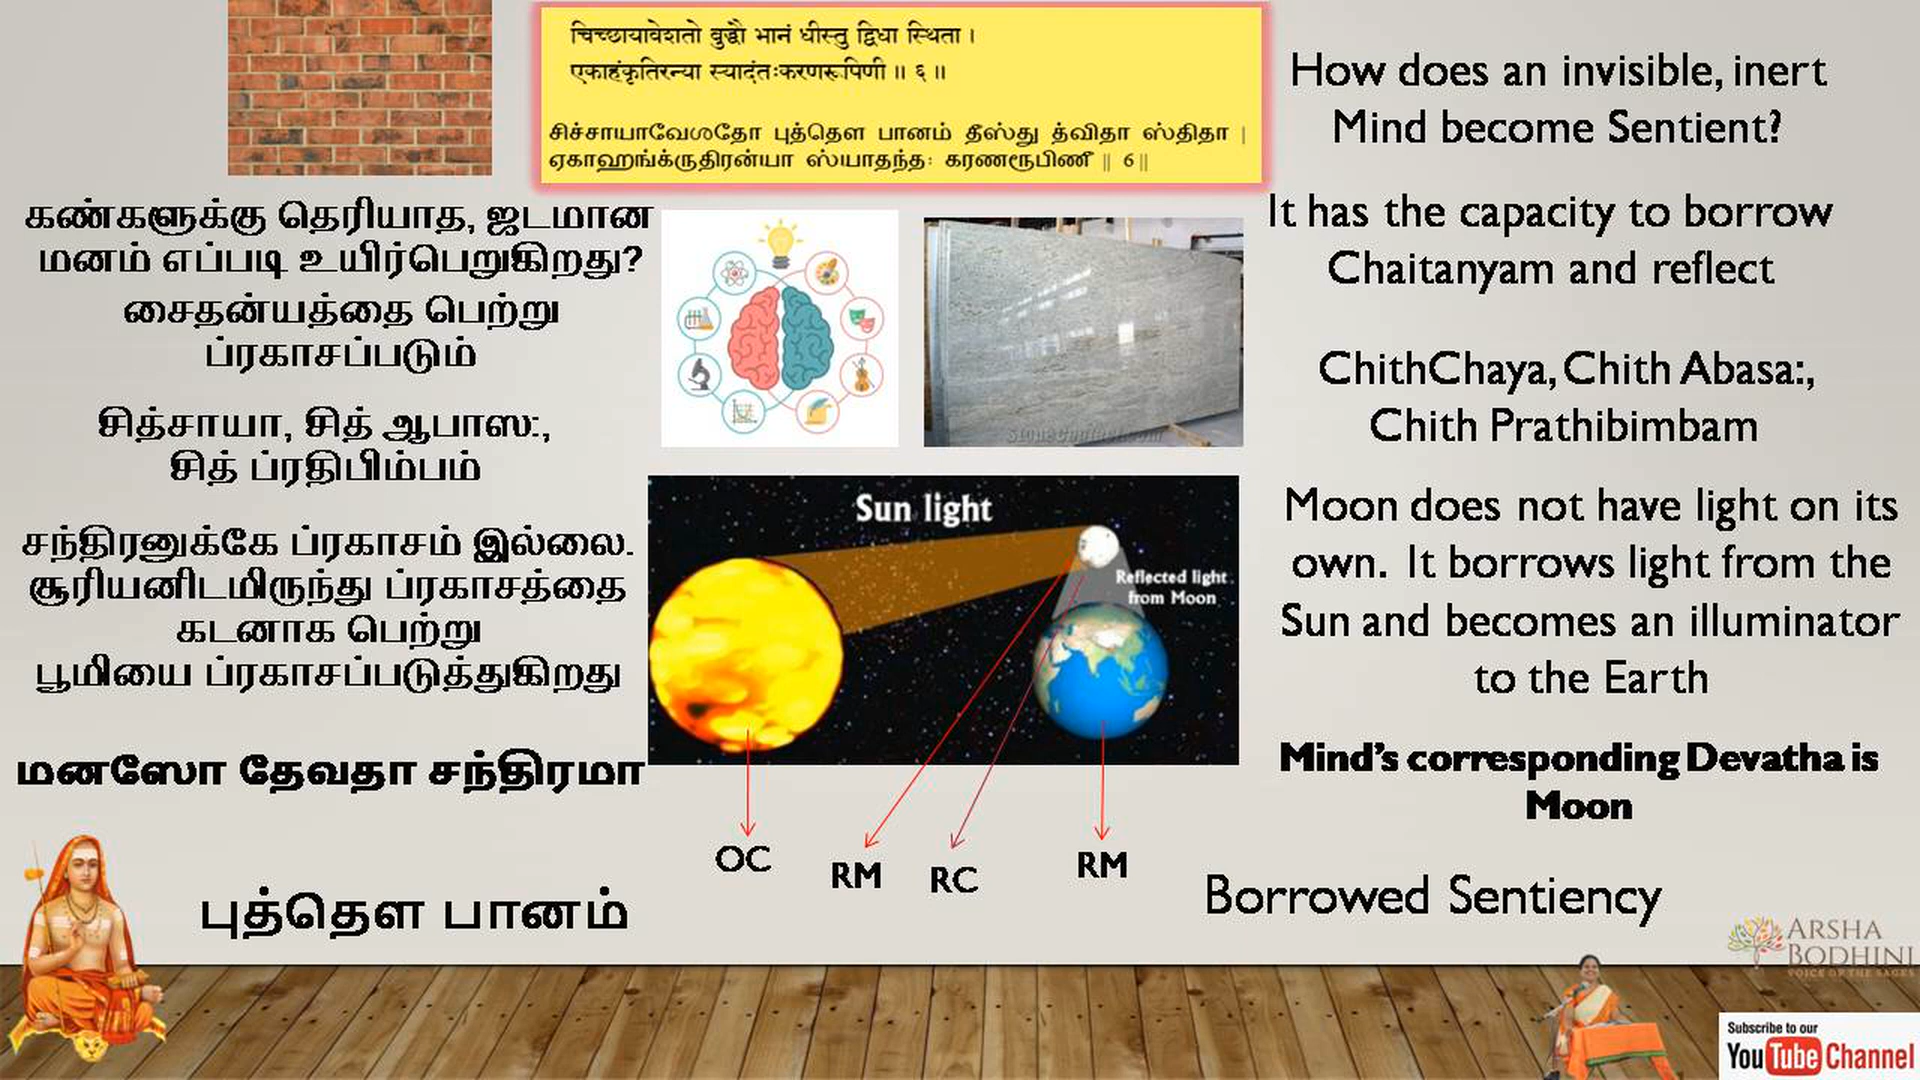 चिच्छायावेशतो बुद्धौ भानं धीस्तु द्विधा स्थिता ।
एकाहंकृतिरन्या स्यादंतःकरणरूपिणी ॥ ६ ॥
சிச்சாயாவேஶதோ புத்தௌ பானம் தீஸ்து த்விதா ஸ்திதா |
ஏகாஹங்க்ருதிரன்யா ஸ்யாதந்த: கரணரூபிணீ || 6 ||
கண்களுக்கு தெரியாத, ஜடமான
மனம் எப்படி உயிர்பெறுகிறது?
சைதன்யத்தை பெற்று
ப்ரகாசப்படும்
சித்சாயா, சித் ஆபாஸ:,
சித் ப்ரதிபிம்பம்
சந்திரனுக்கே ப்ரகாசம் இல்லை.
சூரியனிடமிருந்து ப்ரகாசத்தை
கடனாக பெற்று
பூமியை ப்ரகாசப்படுத்துகிறது
மனஸோ தேவதா சந்திரமா
புத்தௌ பானம்
StoneContact.com
Sun light
Reflected light
from Moon
OC
RM
RC
RM
How does an invisible, inert
Mind become Sentient?
It has the capacity to borrow
Chaitanyam and reflect
ChithChaya, Chith Abasa:,
Chith Prathibimbam
Moon does not have light on its
own. It borrows light from the
Sun and becomes an illuminator
to the Earth
Mind's corresponding Devatha is
Moon
Borrowed Sentiency
ARSHA
BODHINI
VOICE OF THE SAGES
Subscribe to our
YouTube Channel